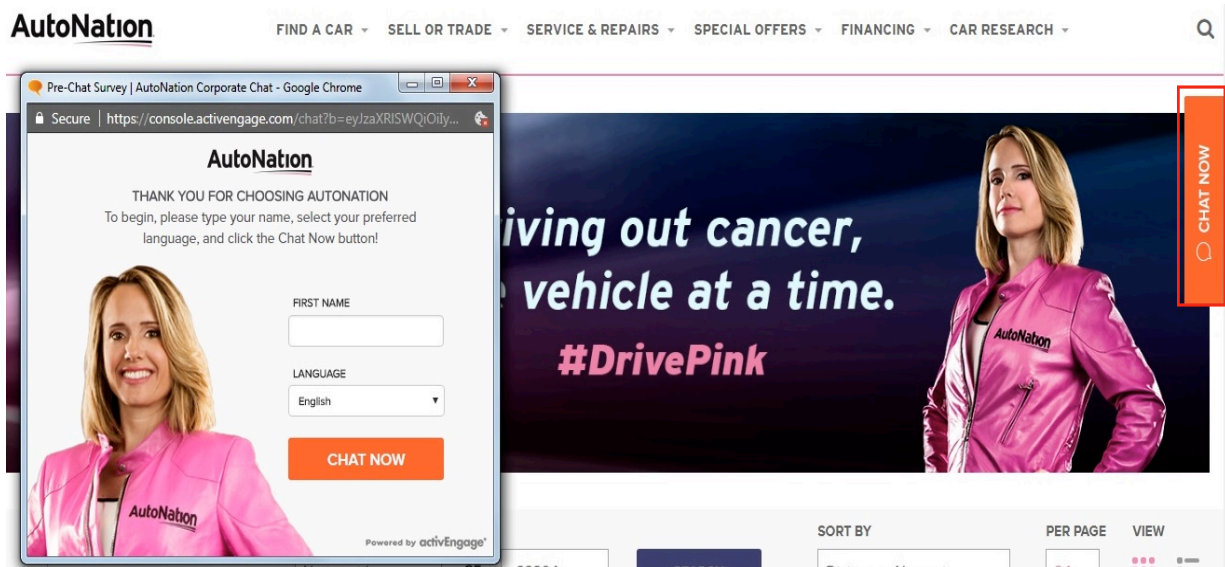 AutoNation
FIND A CAR
SELL OR TRADE
SERVICE & REPAIRS
SPECIAL OFFERS
FINANCING
CAR RESEARCH
Pre-Chat Survey | AutoNation Corporate Chat - Google Chrome
Secure | https://console.activengage.com/chat?b=eyJzaXRlSWQiOiIy...
AutoNation
THANK YOU FOR CHOOSING AUTONATION
To begin, please type your name, select your preferred
language, and click the Chat Now button!
FIRST NAME
LANGUAGE
English
CHAT NOW
AutoNation
Powered by activEngage
iving out cancer,
vehicle at a time.
#DrivePink
AutoNation
CHAT NOW
SORT BY
PER PAGE
VIEW